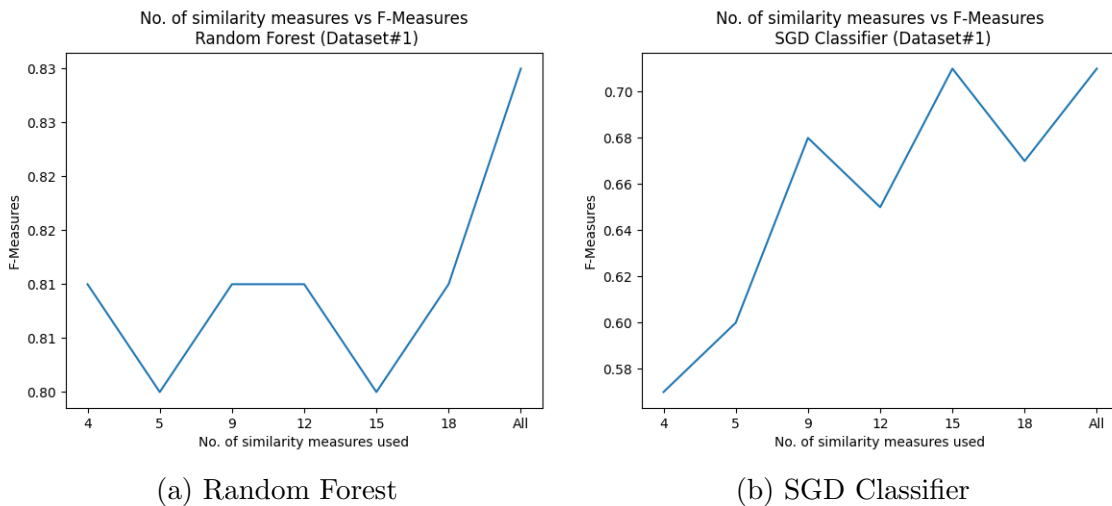 No. of similarity measures vs F-Measures
Random Forest (Dataset#1)
0.83
0.83
0.82
0.82
0.81
0.81
0.80
F-Measures
4 5 9 12 15 18 All
No. of similarity measures used
(a) Random Forest
No. of similarity measures vs F-Measures
SGD Classifier (Dataset#1)
0.70
0.68
0.66
0.64
0.62
0.60
0.58
F-Measures
4 5 9 12 15 18 All
No. of similarity measures used
(b) SGD Classifier